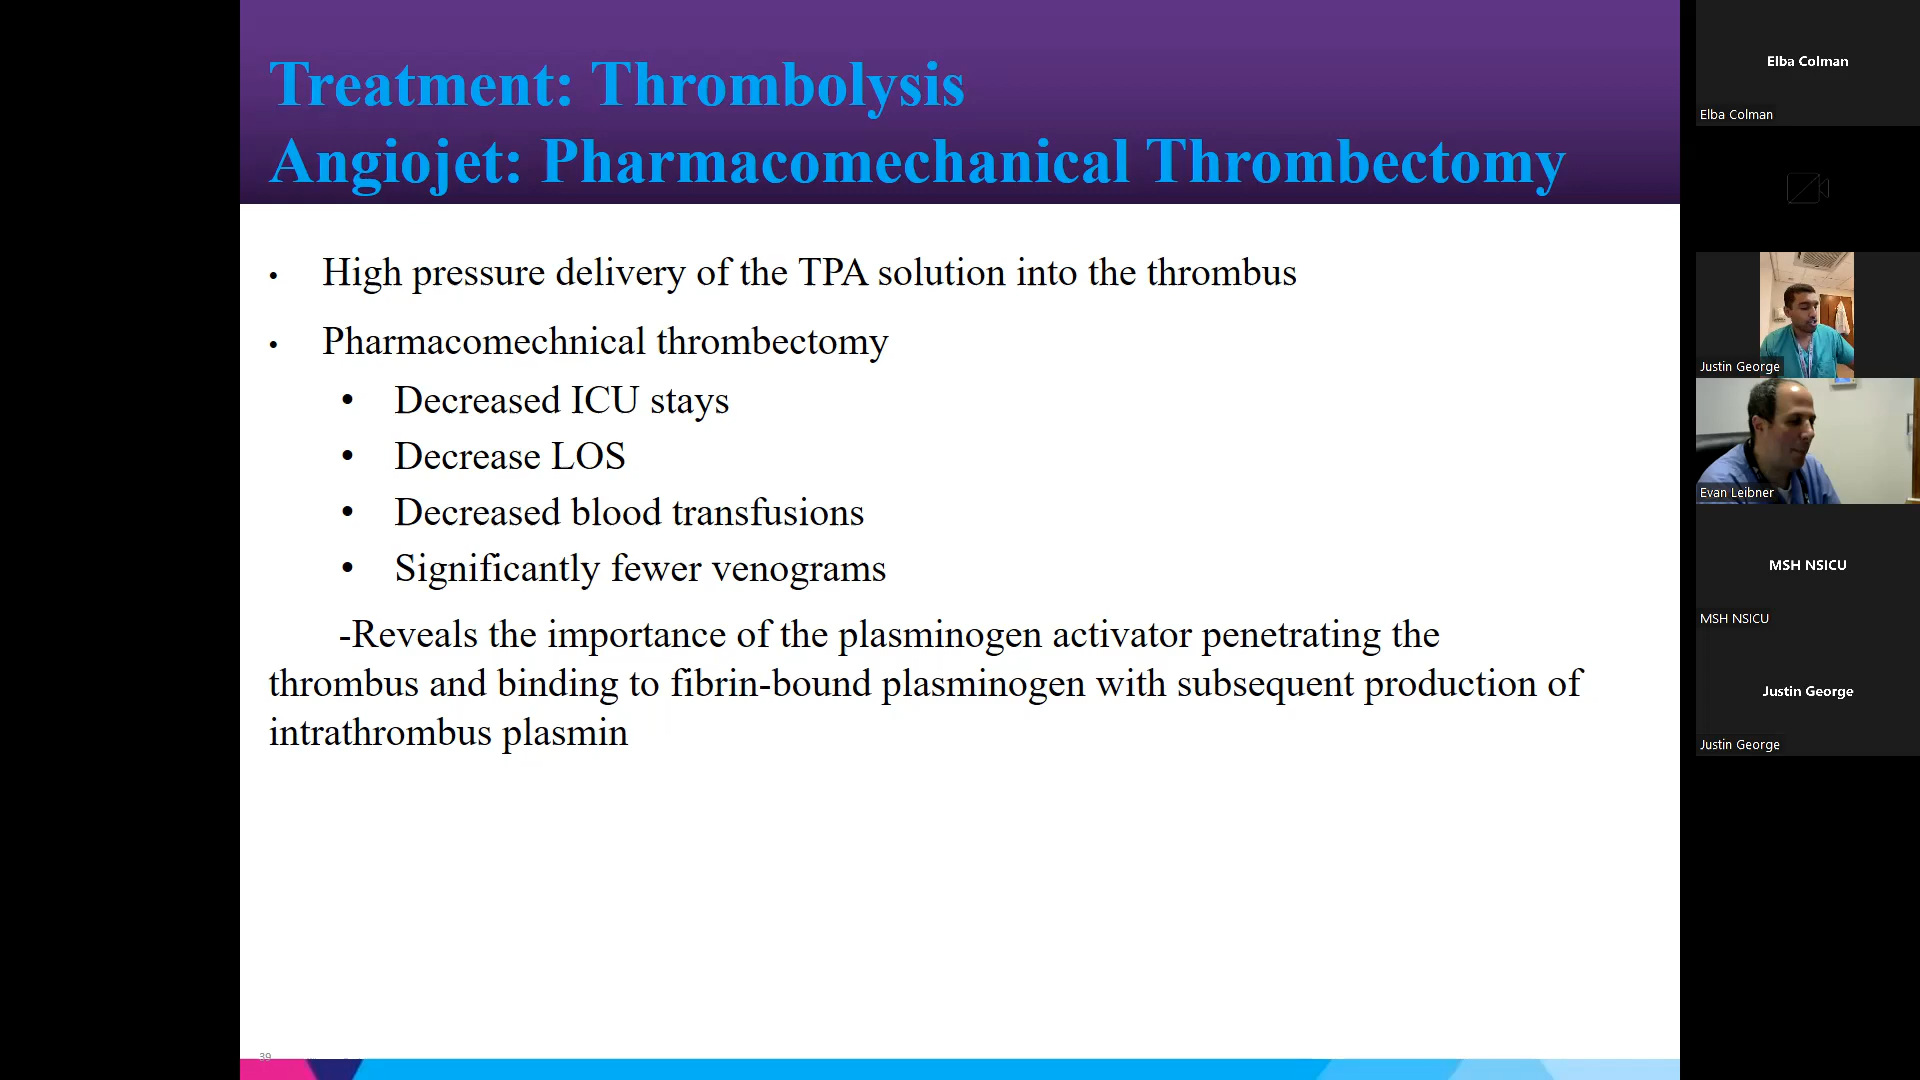 Treatment: Thrombolysis
Angiojet: Pharmacomechanical Thrombectomy
• High pressure delivery of the TPA solution into the thrombus
• Pharmacomechnical thrombectomy
• Decreased ICU stays
• Decrease LOS
• Decreased blood transfusions
• Significantly fewer venograms
-Reveals the importance of the plasminogen activator penetrating the
thrombus and binding to fibrin-bound plasminogen with subsequent production of
intrathrombus plasmin
39
Elba Colman
Elba Colman
Justin George
Evan Leibner
MSH NSICU
MSH NSICU
Justin George
Justin George